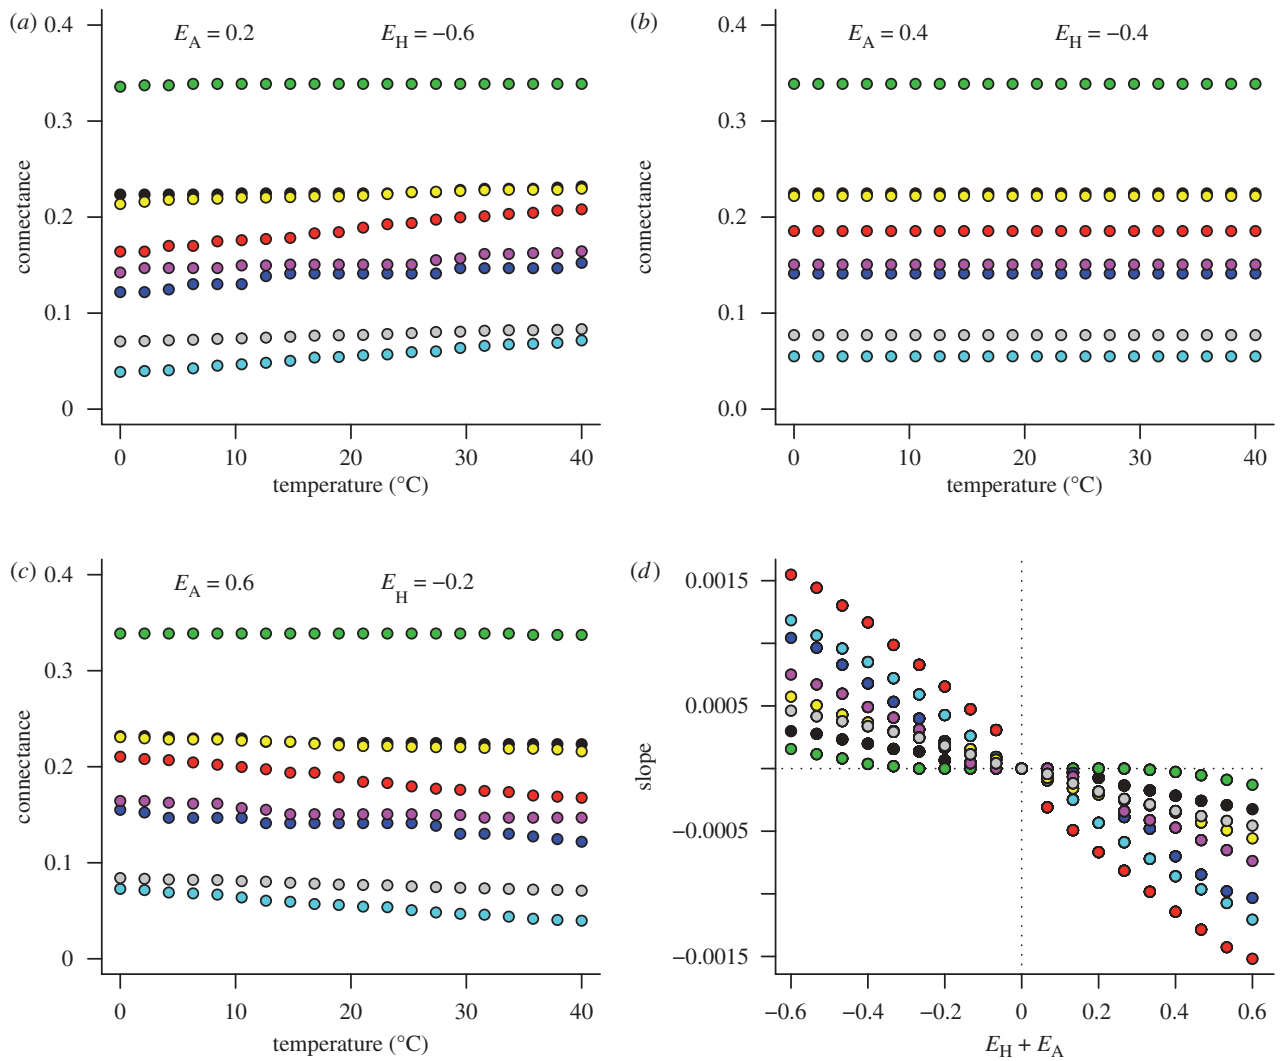 (a)
E_A = 0.2 E_H = −0.6
0.4
0.3
0.2
0.1
0
connectance
0 10 20 30 40
temperature (°C)
(b)
E_A = 0.4 E_H = −0.4
0.4
0.3
0.2
0.1
0.0
connectance
0 10 20 30 40
temperature (°C)
(c)
E_A = 0.6 E_H = −0.2
0.4
0.3
0.2
0.1
0
connectance
0 10 20 30 40
temperature (°C)
(d)
0.0015
0.0005
−0.0005
−0.0015
slope
−0.6 −0.4 −0.2 0 0.2 0.4 0.6
E_H + E_A